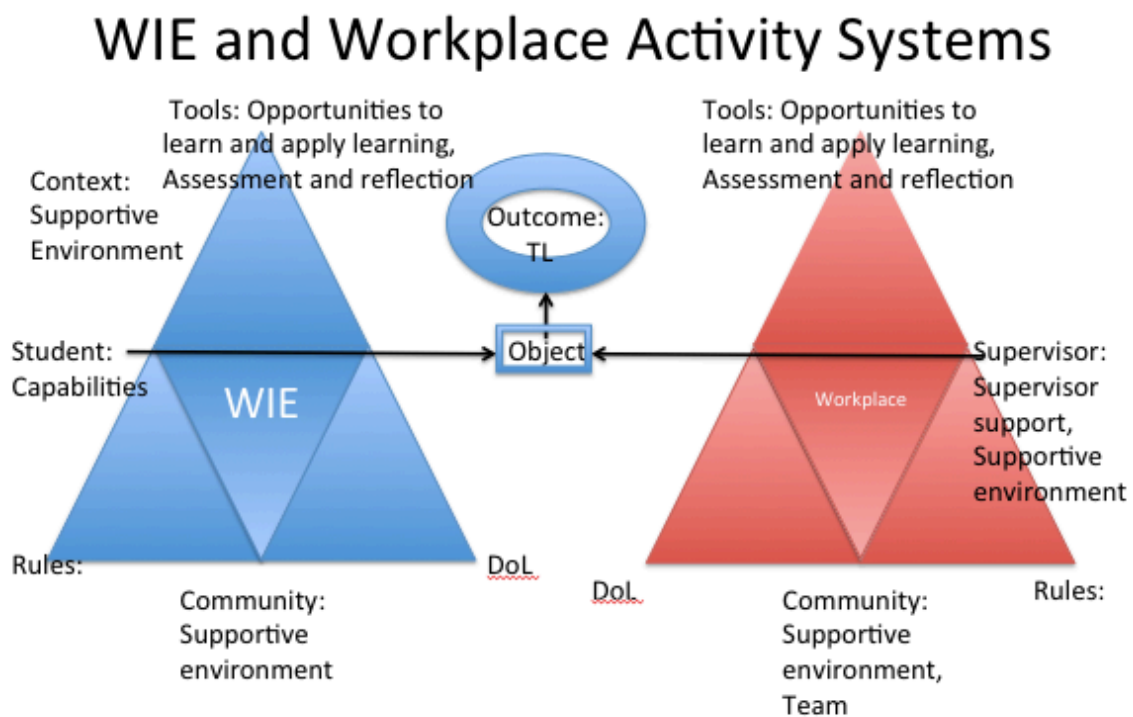 WIE and Workplace Activity Systems
Tools: Opportunities to
learn and apply learning,
Assessment and reflection
Context:
Supportive
Environment
Student:
Capabilities
WIE
Rules:
Community:
Supportive
environment
DoL
Outcome:
TL
Object
Tools: Opportunities to
learn and apply learning,
Assessment and reflection
Workplace
Supervisor:
Supervisor
support,
Supportive
environment
DoL
Community:
Supportive
environment,
Team
Rules: